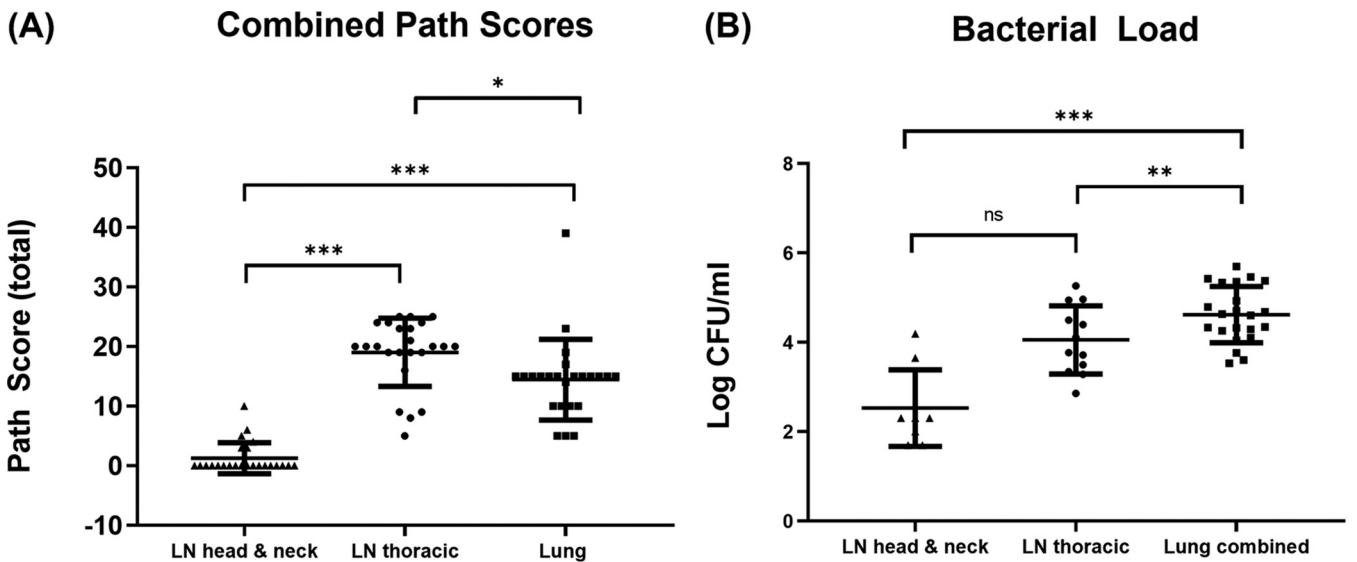 (A) Combined Path Scores
*
***
***
Path Score (total)
50
40
30
20
10
0
-10
LN head & neck LN thoracic Lung
(B) Bacterial Load
***
**
ns
Log CFU/ml
8
6
4
2
0
LN head & neck LN thoracic Lung combined